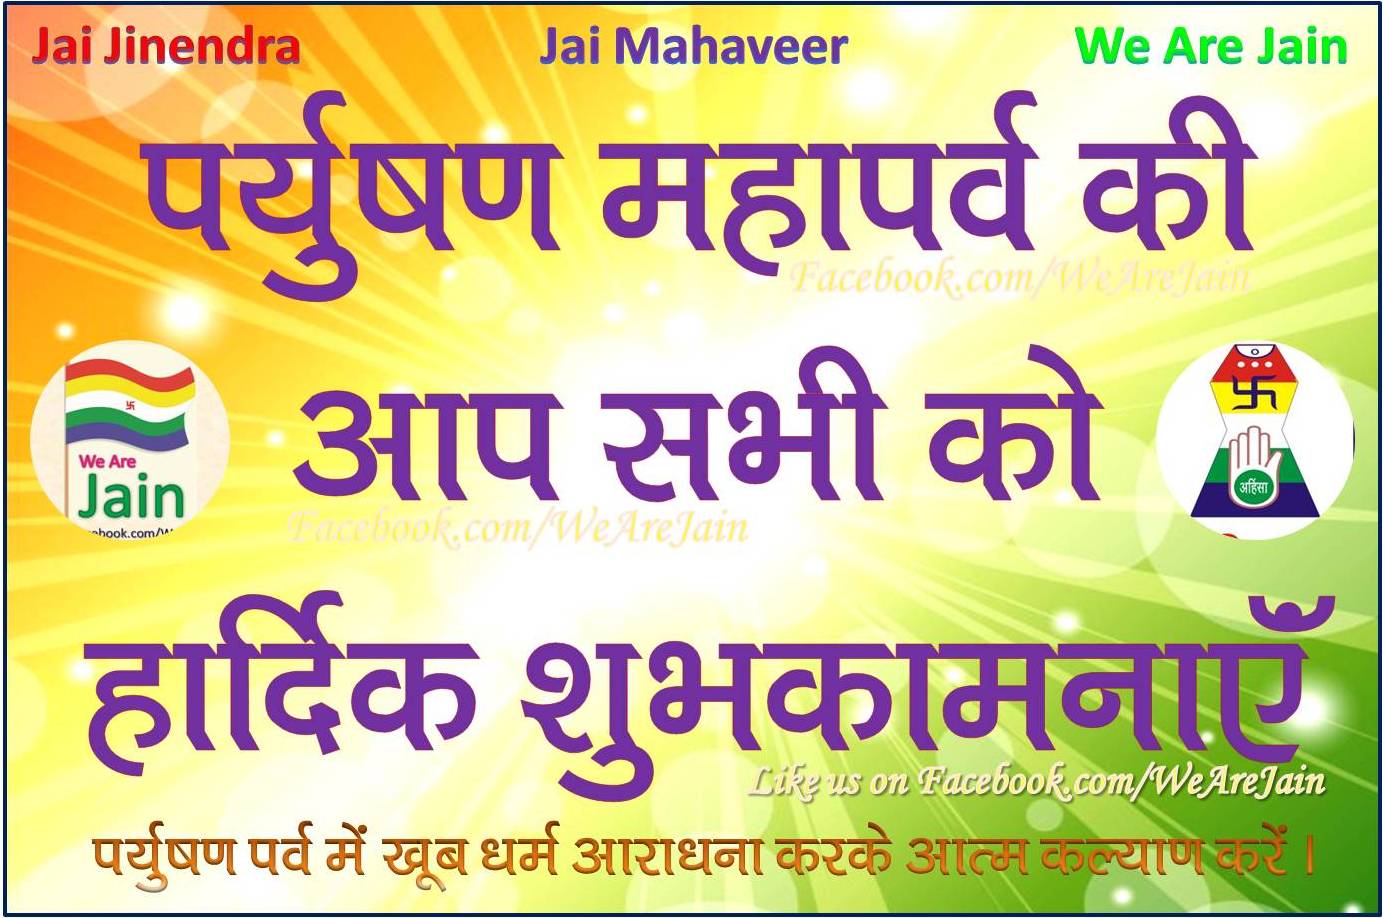 Jai Jinendra Jai Mahaveer We Are Jain
पर्युषण महापर्व की
Facebook.com/WeAreJain
आप सभी को
We Are
Jain
अहिंसा
Facebook.com/WeAreJain
हार्दिक शुभकामनाएँ
Like us on Facebook.com/WeAreJain
पर्युषण पर्व में खूब धर्म आराधना करके आत्म कल्याण करें ।